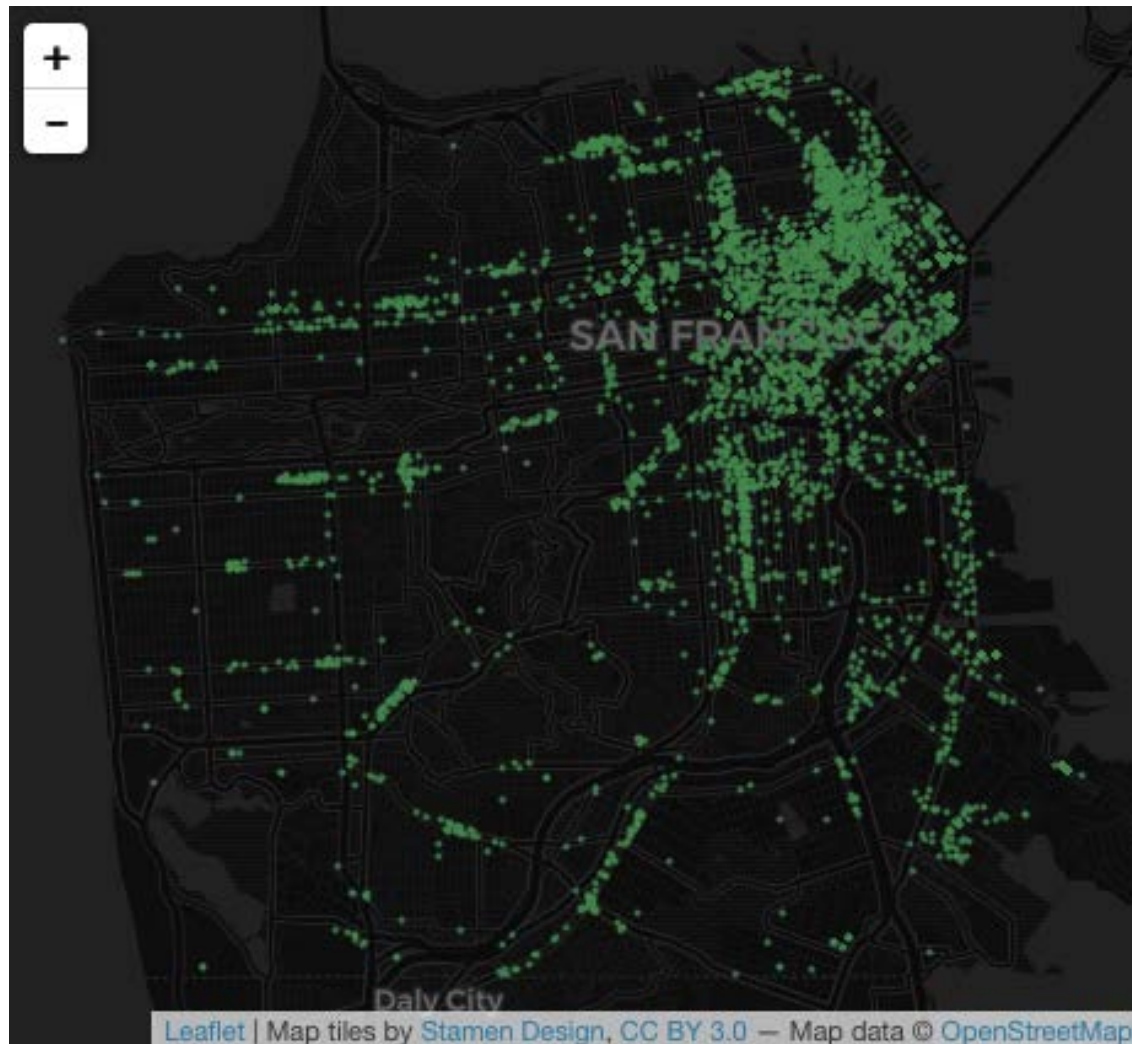 +
−
SAN FRANCISCO
Daly City
Leaflet | Map tiles by Stamen Design, CC BY 3.0 — Map data © OpenStreetMap